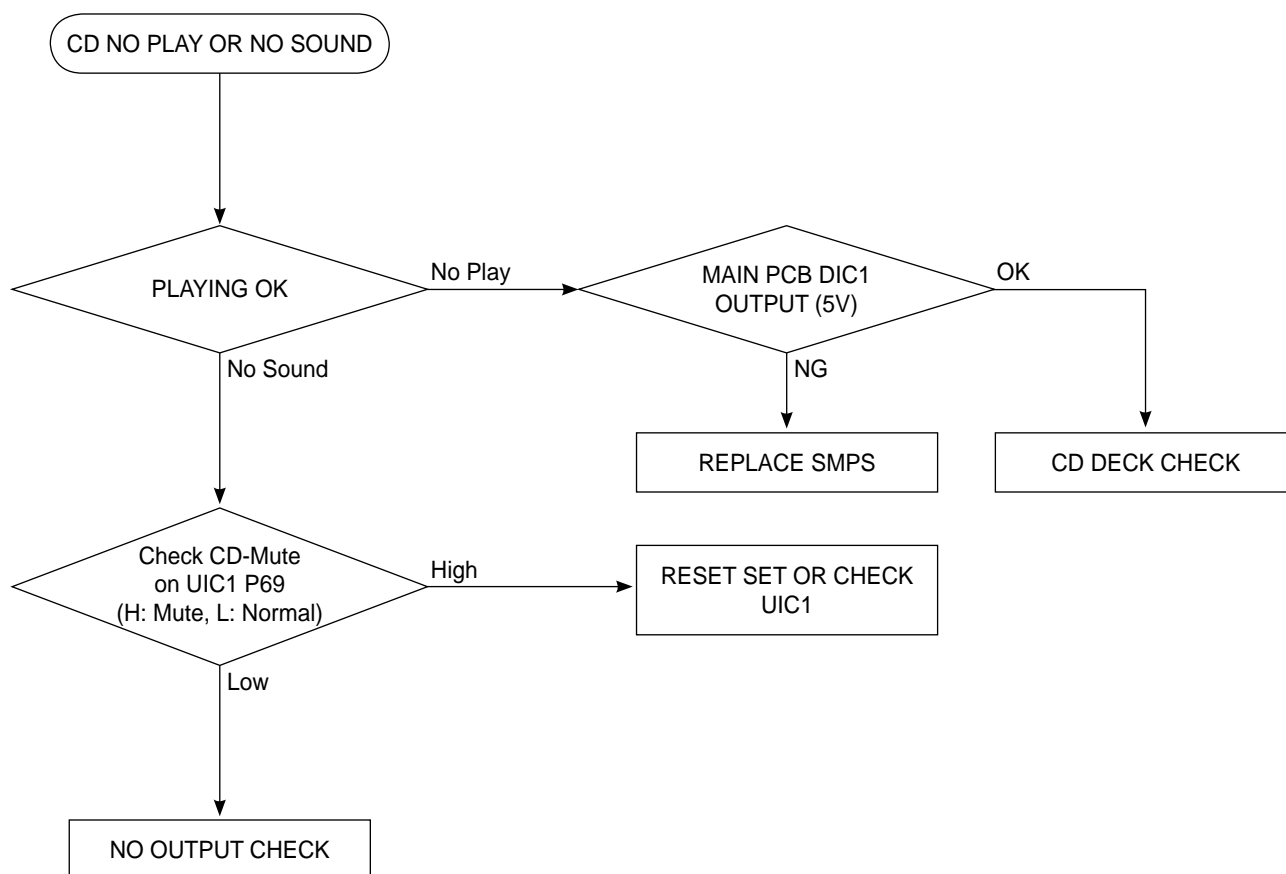 CD NO PLAY OR NO SOUND
PLAYING OK
No Play
MAIN PCB DIC1
OUTPUT (5V)
OK
No Sound
NG
REPLACE SMPS
CD DECK CHECK
Check CD-Mute
on UIC1 P69
(H: Mute, L: Normal)
High
RESET SET OR CHECK
UIC1
Low
NO OUTPUT CHECK